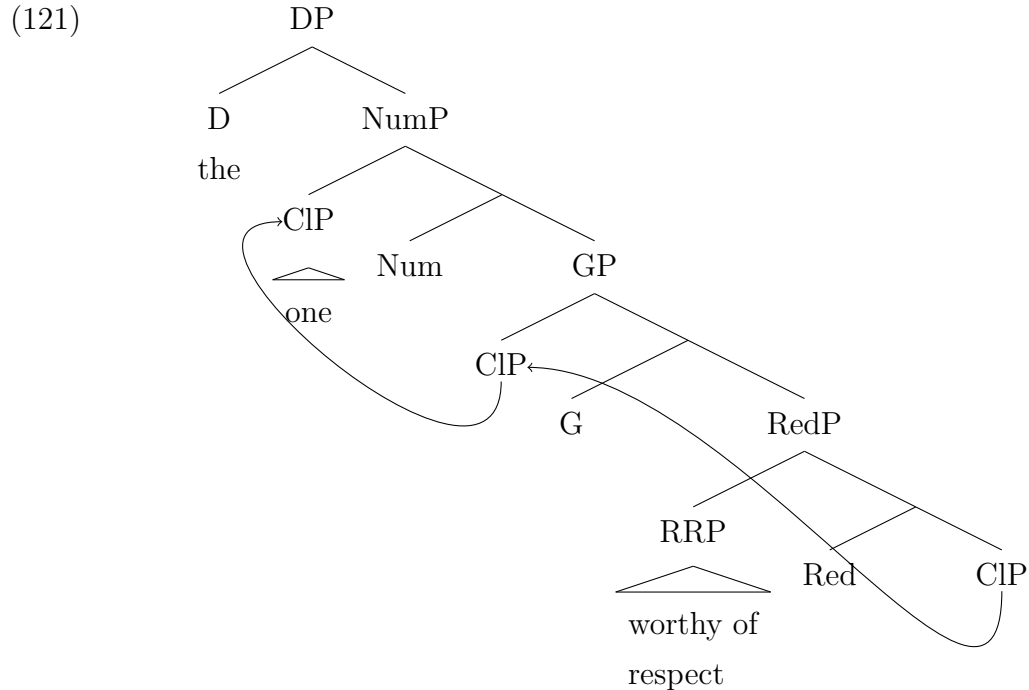 (121) DP
D NumP
the
ClP
Num GP
one
ClP
G RedP
RRP
Red ClP
worthy of
respect